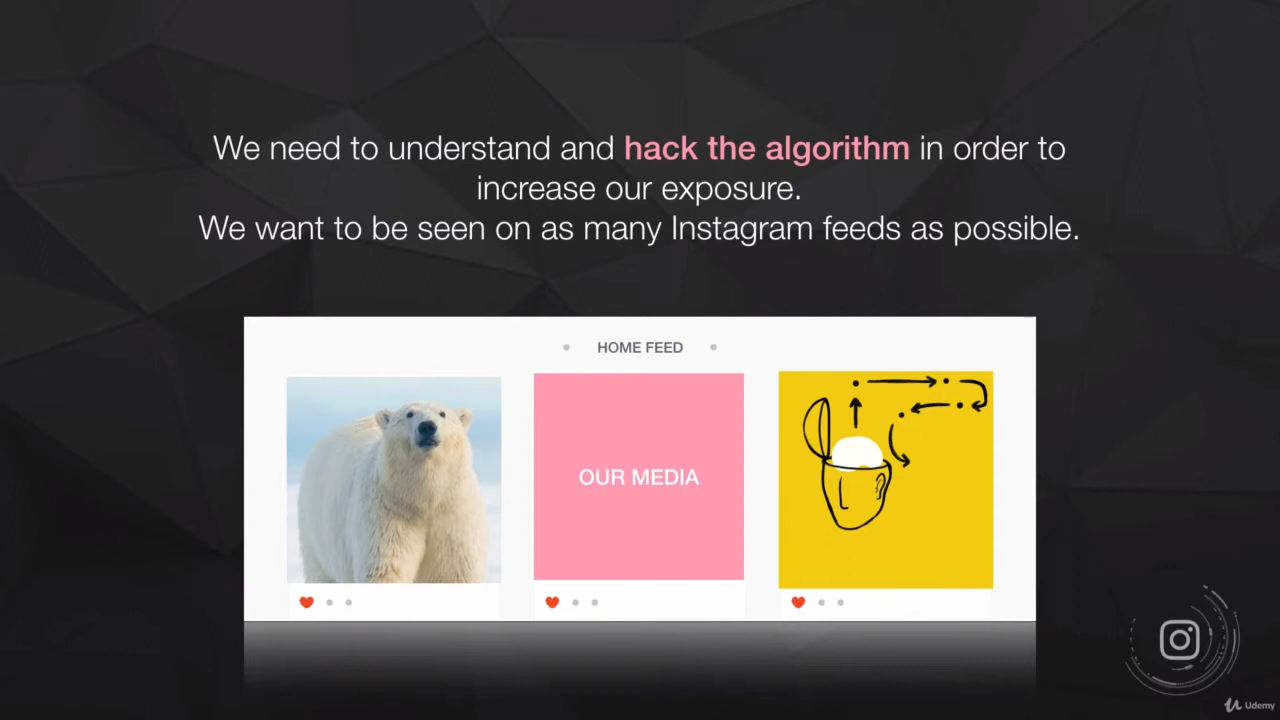 We need to understand and hack the algorithm in order to
increase our exposure.
We want to be seen on as many Instagram feeds as possible.
HOME FEED
OUR MEDIA
Udemy